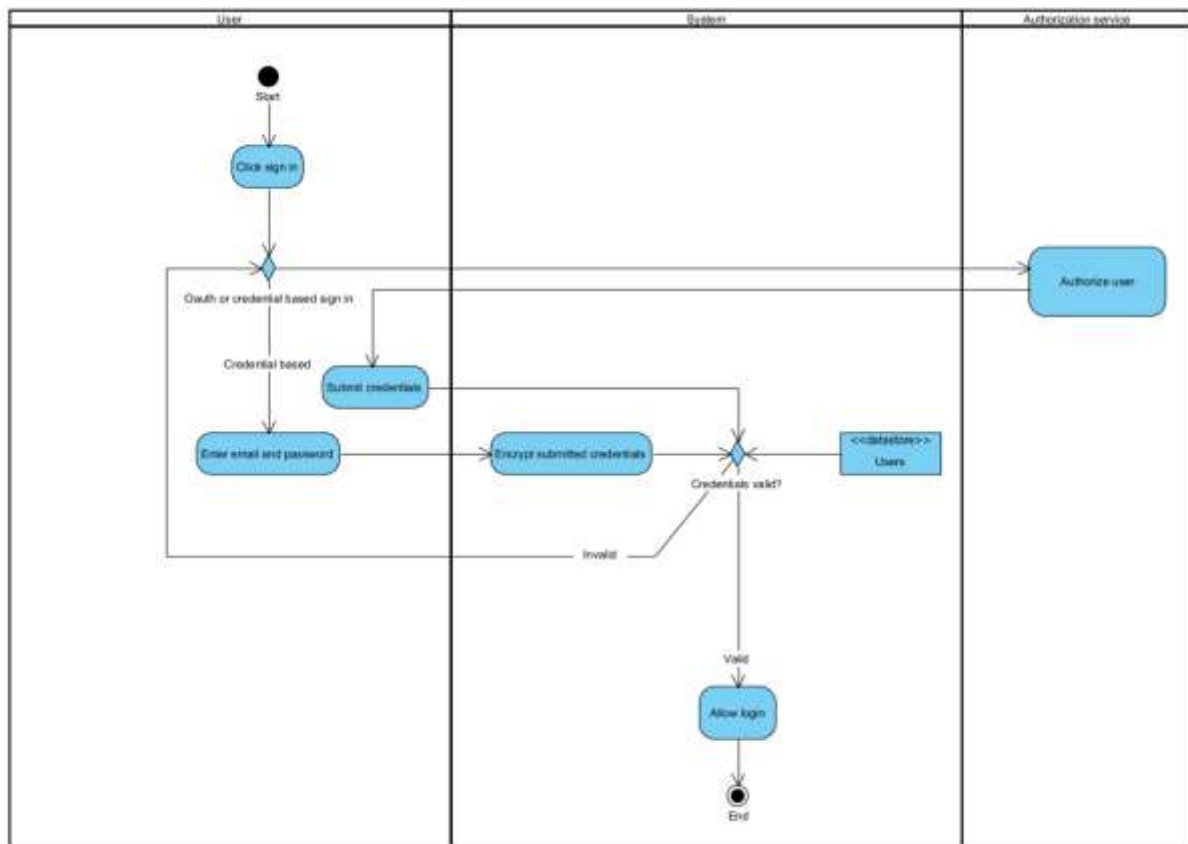 User
System
Authorization service
Start
Click sign in
Oauth or credential based sign in
Authorize user
Credential based
Submit credentials
Enter email and password
Encrypt submitted credentials
<<datastore>>
Users
Credentials valid?
Invalid
Valid
Allow login
End